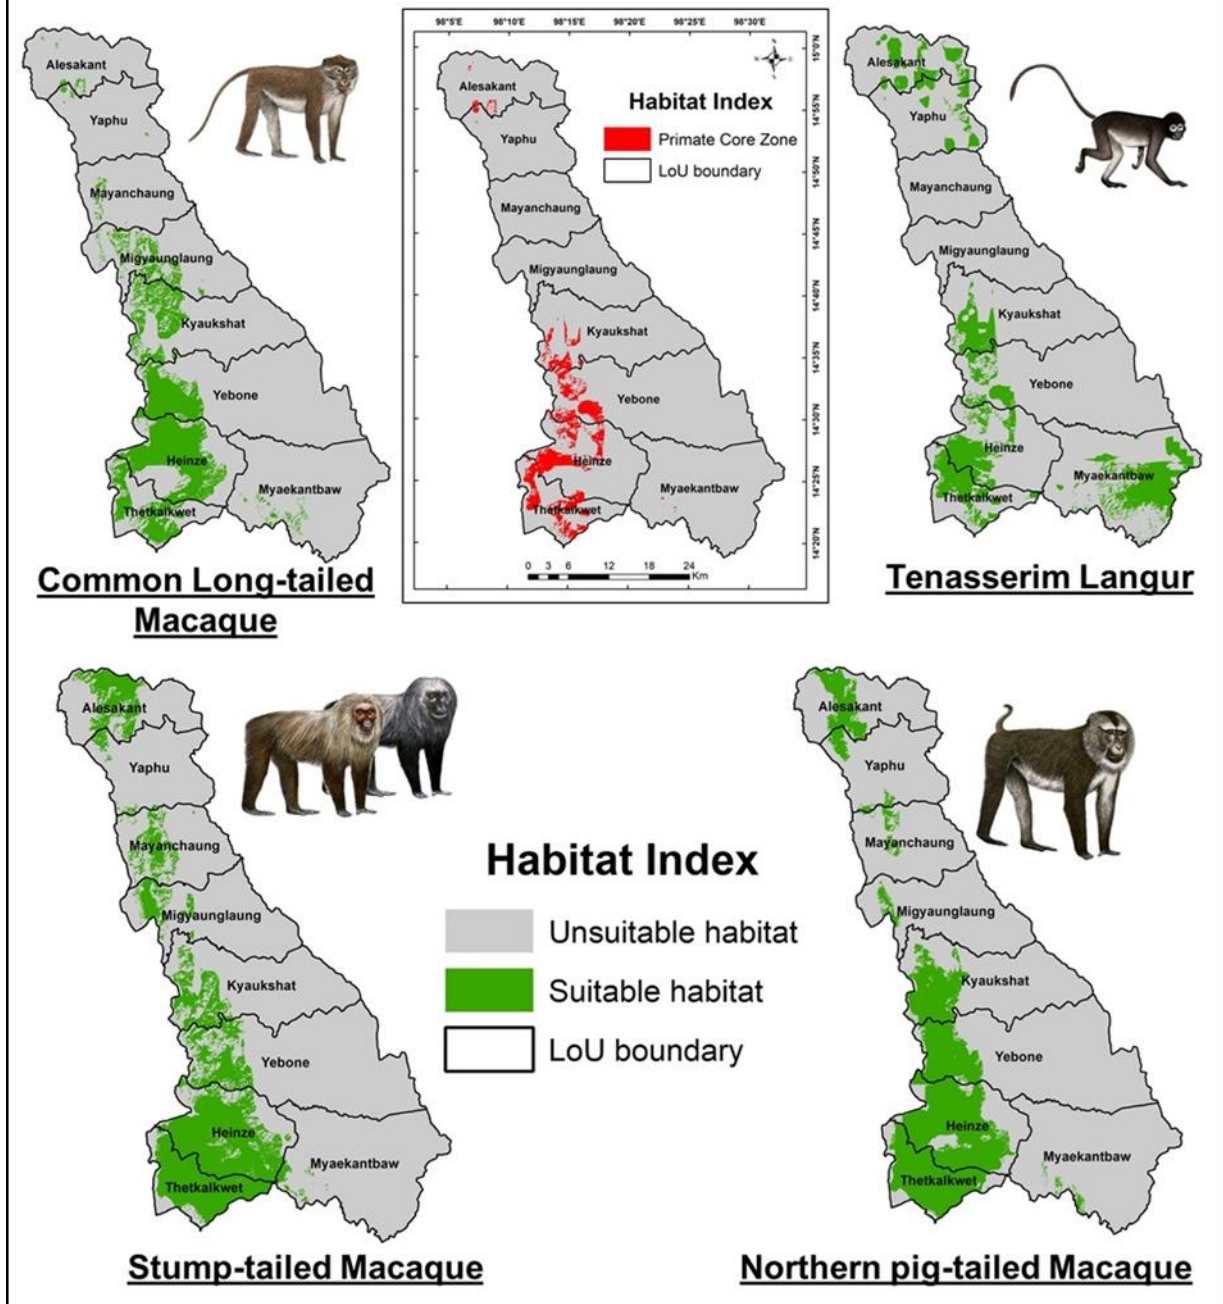 Alesakant
Yaphu
Mayanchaung
Migyaunglaung
Kyaukshat
Yebone
Heinze
Myaekantbaw
Thetkalkwet
Common Long-tailed
Macaque
98°5'E 98°10'E 98°15'E 98°20'E 98°25'E 98°30'E
N
W E
S
15°0'N
14°55'N
14°50'N
14°45'N
14°40'N
14°35'N
14°30'N
14°25'N
14°20'N
Habitat Index
Primate Core Zone
LoU boundary
Alesakant
Yaphu
Mayanchaung
Migyaunglaung
Kyaukshat
Yebone
Heinze
Myaekantbaw
Thetkalkwet
0 3 6 12 18 24
Km
Alesakant
Yaphu
Mayanchaung
Migyaunglaung
Kyaukshat
Yebone
Heinze
Myaekantbaw
Thetkalkwet
Tenasserim Langur
Alesakant
Yaphu
Mayanchaung
Migyaunglaung
Kyaukshat
Yebone
Heinze
Myaekantbaw
Thetkalkwet
Stump-tailed Macaque
Habitat Index
Unsuitable habitat
Suitable habitat
LoU boundary
Alesakant
Yaphu
Mayanchaung
Migyaunglaung
Kyaukshat
Yebone
Heinze
Myaekantbaw
Thetkalkwet
Northern pig-tailed Macaque